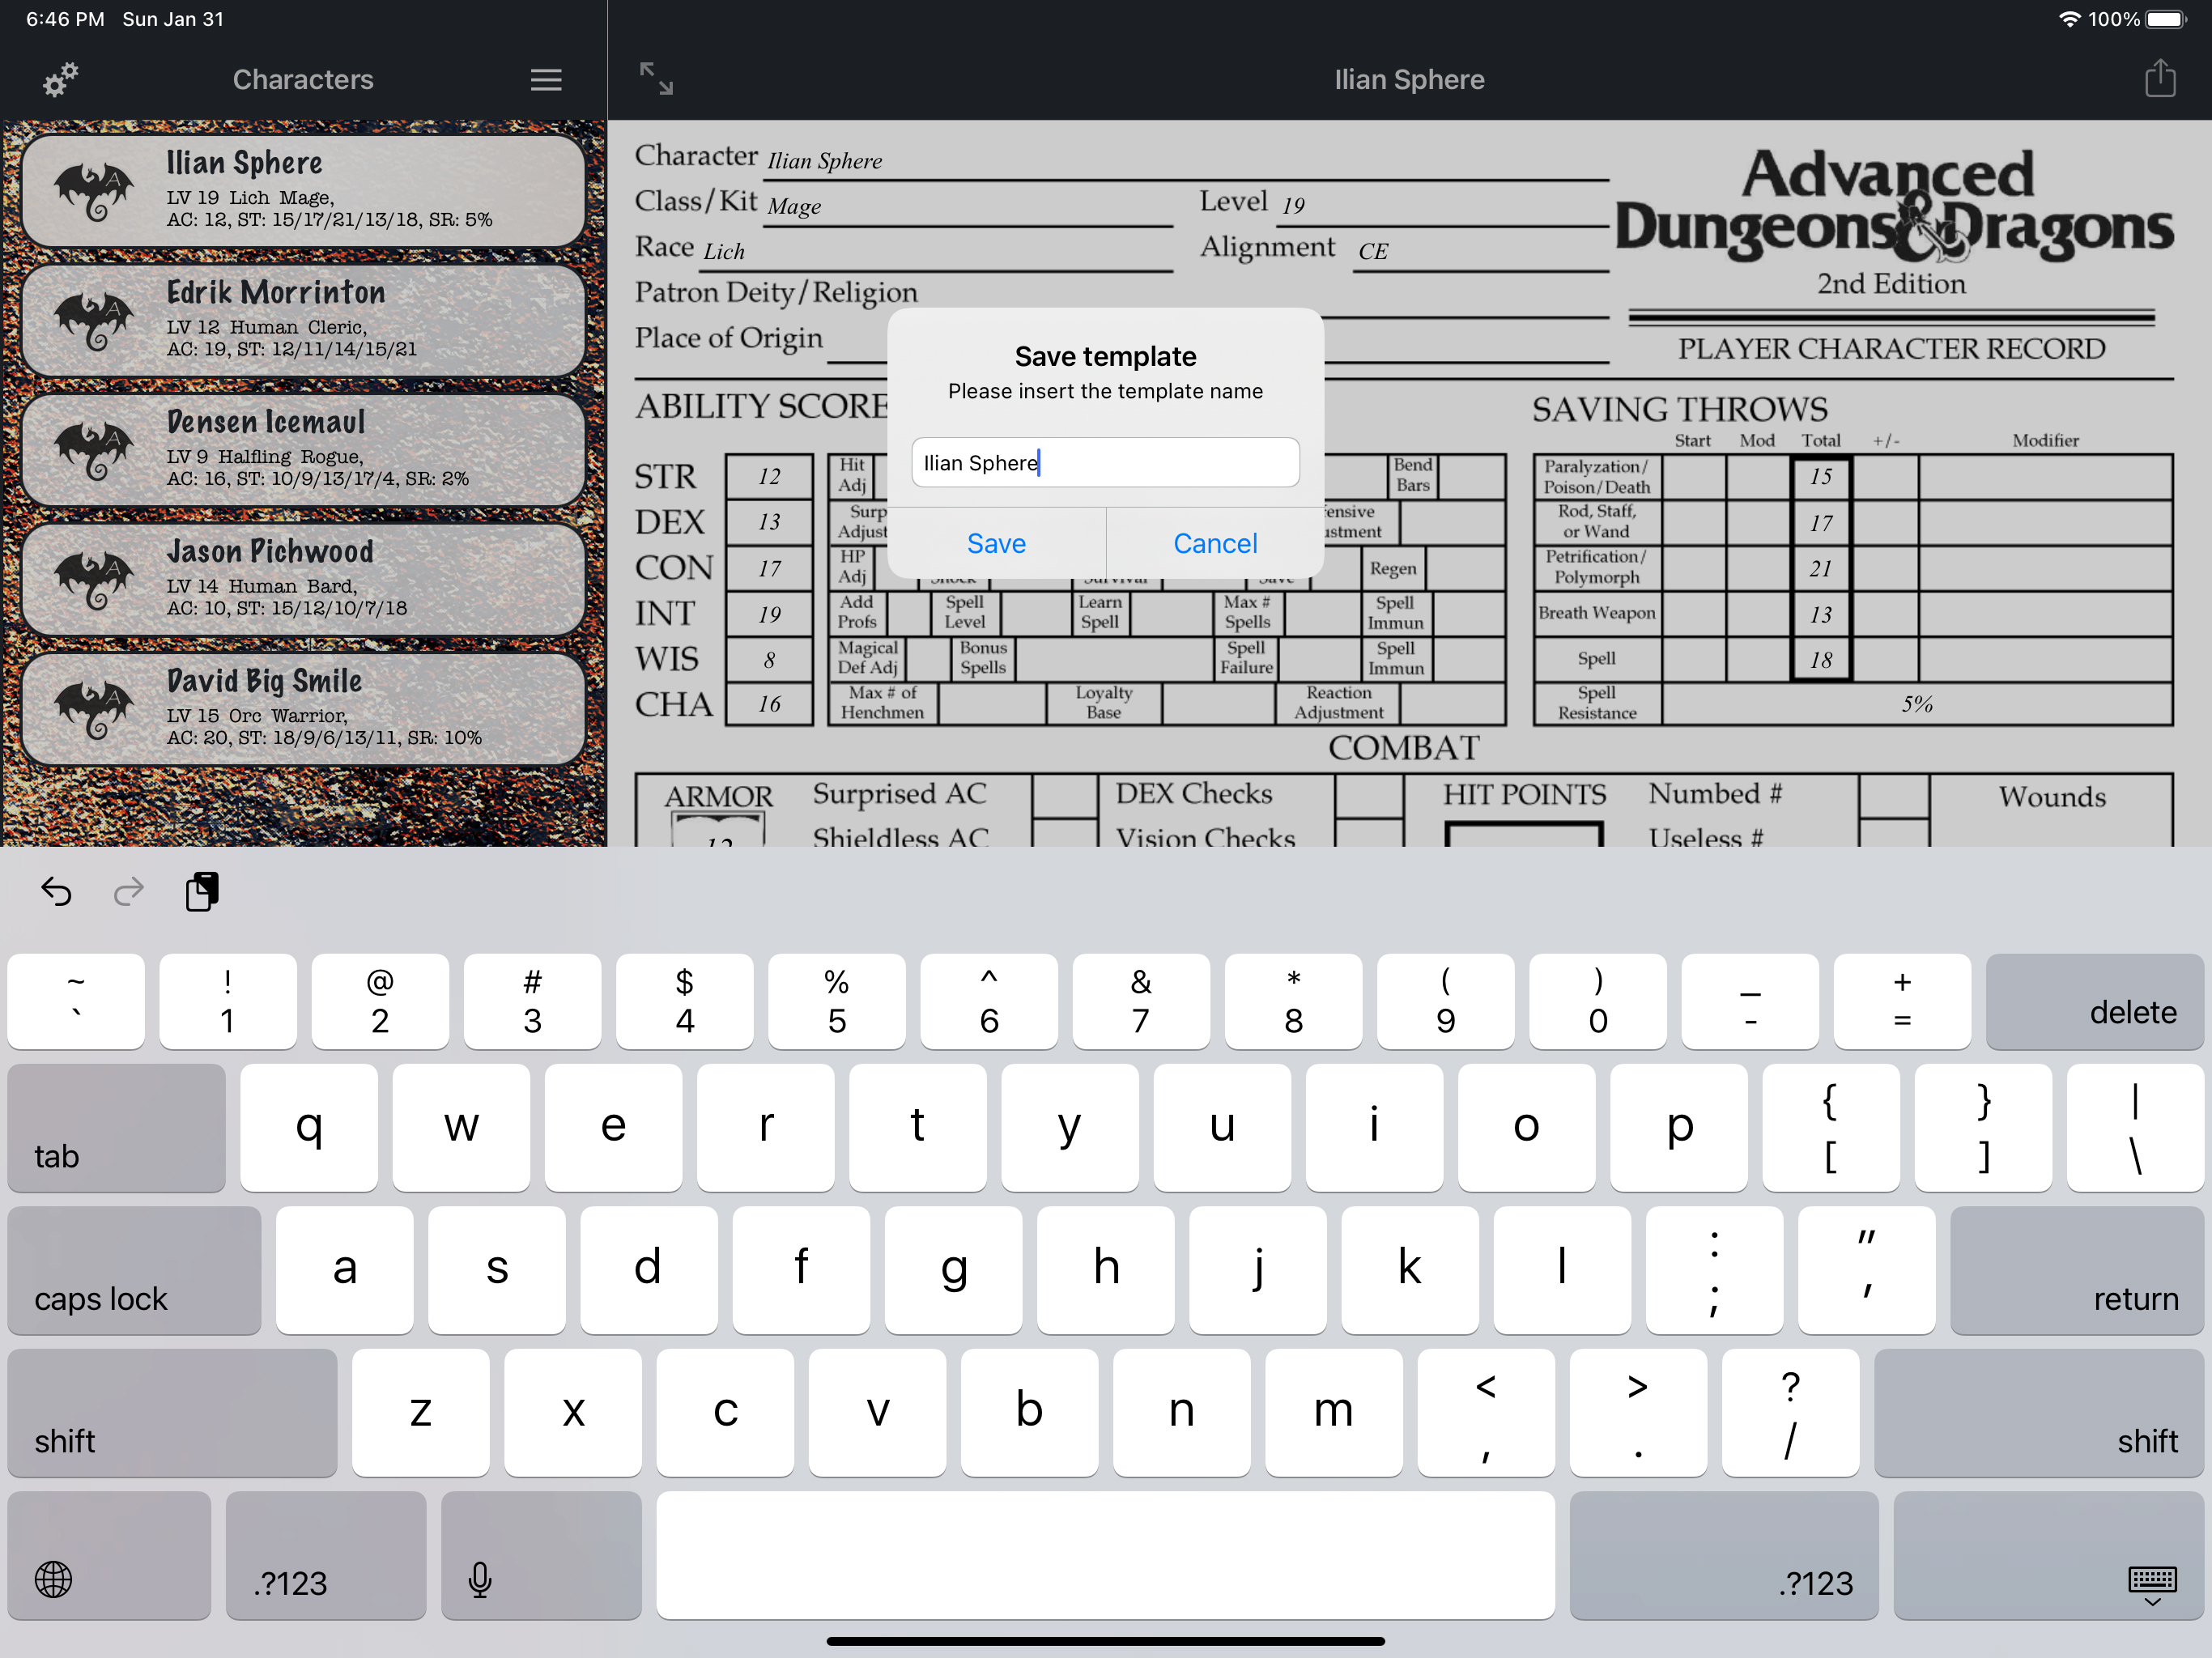 6:46 PM Sun Jan 31
100%
Characters
Ilian Sphere
LV 19 Lich Mage,
AC: 12, ST: 15/17/21/13/18, SR: 5%
Edrik Morrinton
LV 12 Human Cleric,
AC: 19, ST: 12/11/14/15/21
Densen Icemaul
LV 9 Halfling Rogue,
AC: 16, ST: 10/9/13/17/4, SR: 2%
Jason Pichwood
LV 14 Human Bard,
AC: 10, ST: 15/12/10/7/18
David Big Smile
LV 15 Orc Warrior,
AC: 20, ST: 18/9/6/13/11, SR: 10%
Ilian Sphere
Character Ilian Sphere
Class/Kit Mage Level 19
Race Lich Alignment CE
Patron Deity/Religion
Place of Origin
Advanced
Dungeons & Dragons
2nd Edition
PLAYER CHARACTER RECORD
Save template
Please insert the template name
Ilian Sphere
Save Cancel
ABILITY SCORE
STR 12 Hit Adj Bend Bars
DEX 13
CON 17 HP Adj Regen
INT 19 Add Profs Spell Level Learn Spell Max # Spells Spell Immun
WIS 8 Magical Def Adj Bonus Spells Spell Failure Spell Immun
CHA 16 Max # of Henchmen Loyalty Base Reaction Adjustment
SAVING THROWS
Start Mod Total +/- Modifier
Paralyzation/ Poison/Death 15
Rod, Staff, or Wand 17
Petrification/ Polymorph 21
Breath Weapon 13
Spell 18
Spell Resistance 5%
COMBAT
ARMOR Surprised AC DEX Checks HIT POINTS Numbed # Wounds
12 Shieldless AC Vision Checks Useless #
~ ! @ # $ % ^ & * ( ) _ +
` 1 2 3 4 5 6 7 8 9 0 - = delete
tab q w e r t y u i o p { [ } ] | \
caps lock a s d f g h j k l : ; " ' return
shift z x c v b n m < , > . ? / shift
.?123 .?123